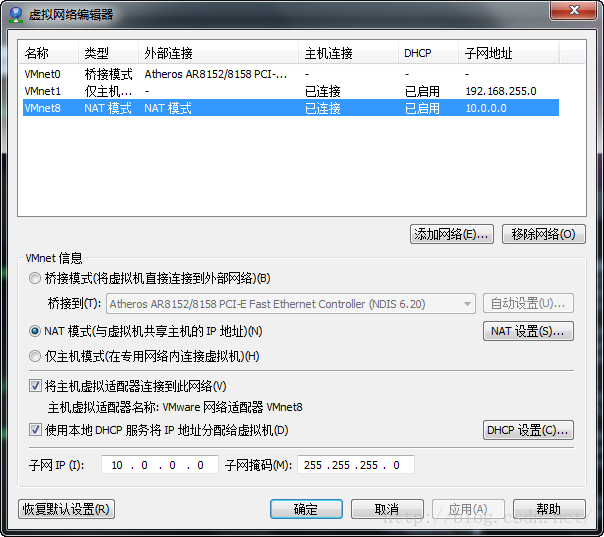 虚拟网络编辑器
名称 类型 外部连接 主机连接 DHCP 子网地址
VMnet0 桥接模式 Atheros AR8152/8158 PCI-... - - -
VMnet1 仅主机... - 已连接 已启用 192.168.255.0
VMnet8 NAT 模式 NAT 模式 已连接 已启用 10.0.0.0
添加网络(E)... 移除网络(O)
VMnet 信息
桥接模式(将虚拟机直接连接到外部网络)(B)
桥接到(T): Atheros AR8152/8158 PCI-E Fast Ethernet Controller (NDIS 6.20) 自动设置(U)...
NAT 模式(与虚拟机共享主机的 IP 地址)(N) NAT 设置(S)...
仅主机模式(在专用网络内连接虚拟机)(H)
将主机虚拟适配器连接到此网络(V)
主机虚拟适配器名称: VMware 网络适配器 VMnet8
使用本地 DHCP 服务将 IP 地址分配给虚拟机(D) DHCP 设置(C)...
子网 IP (I): 10 . 0 . 0 . 0 子网掩码(M): 255 . 255 . 255 . 0
恢复默认设置(R) 确定 取消 应用(A) 帮助
http://blog.csdn.net/